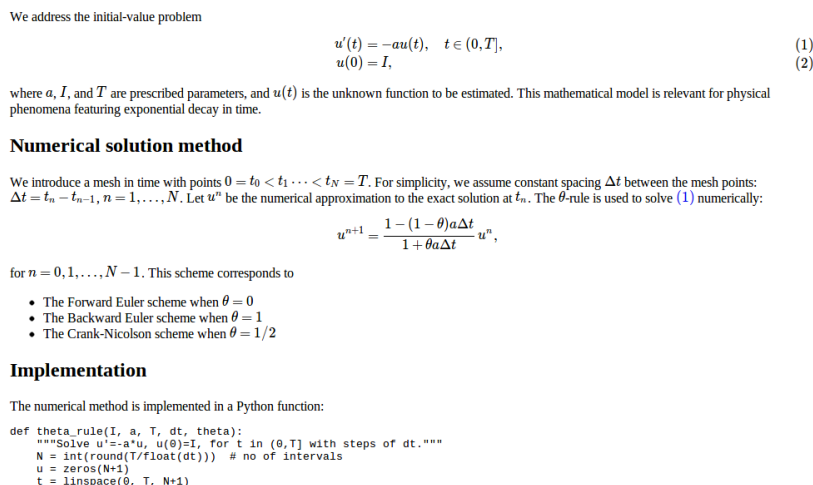 We address the initial-value problem
u′(t) = −au(t), t ∈ (0, T], (1)
u(0) = I, (2)
where a, I, and T are prescribed parameters, and u(t) is the unknown function to be estimated. This mathematical model is relevant for physical
phenomena featuring exponential decay in time.
Numerical solution method
We introduce a mesh in time with points 0 = t₀ < t₁ ⋯ < t_N = T. For simplicity, we assume constant spacing Δt between the mesh points:
Δt = tₙ − tₙ₋₁, n = 1, …, N. Let uⁿ be the numerical approximation to the exact solution at tₙ. The θ-rule is used to solve (1) numerically:
uⁿ⁺¹ = (1 − (1 − θ)aΔt) / (1 + θaΔt) uⁿ,
for n = 0, 1, …, N − 1. This scheme corresponds to
• The Forward Euler scheme when θ = 0
• The Backward Euler scheme when θ = 1
• The Crank-Nicolson scheme when θ = 1/2
Implementation
The numerical method is implemented in a Python function:
def theta_rule(I, a, T, dt, theta):
    """Solve u'=-a*u, u(0)=I, for t in (0,T] with steps of dt."""
    N = int(round(T/float(dt)))  # no of intervals
    u = zeros(N+1)
    t = linspace(0, T, N+1)